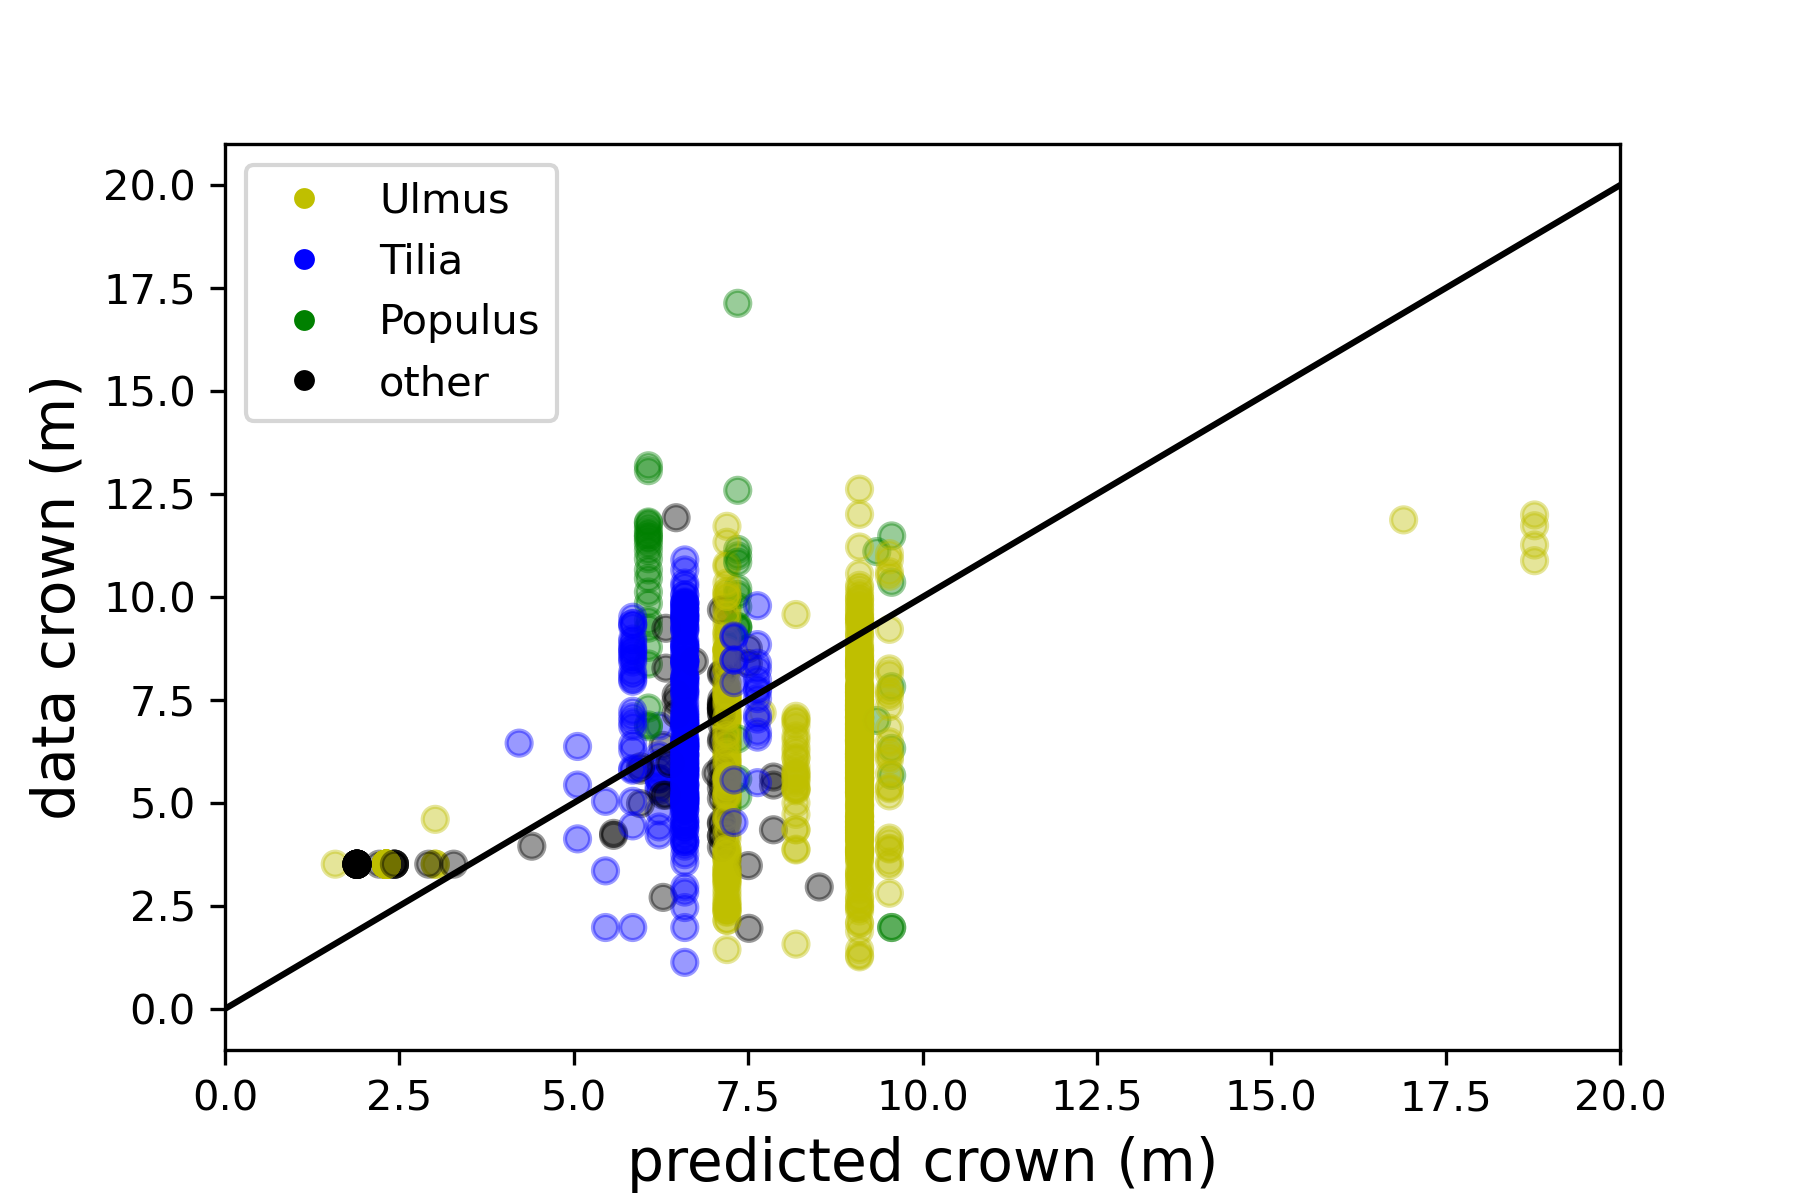 Ulmus
Tilia
Populus
other
20.0
17.5
15.0
12.5
10.0
7.5
5.0
2.5
0.0
data crown (m)
0.0 2.5 5.0 7.5 10.0 12.5 15.0 17.5 20.0
predicted crown (m)